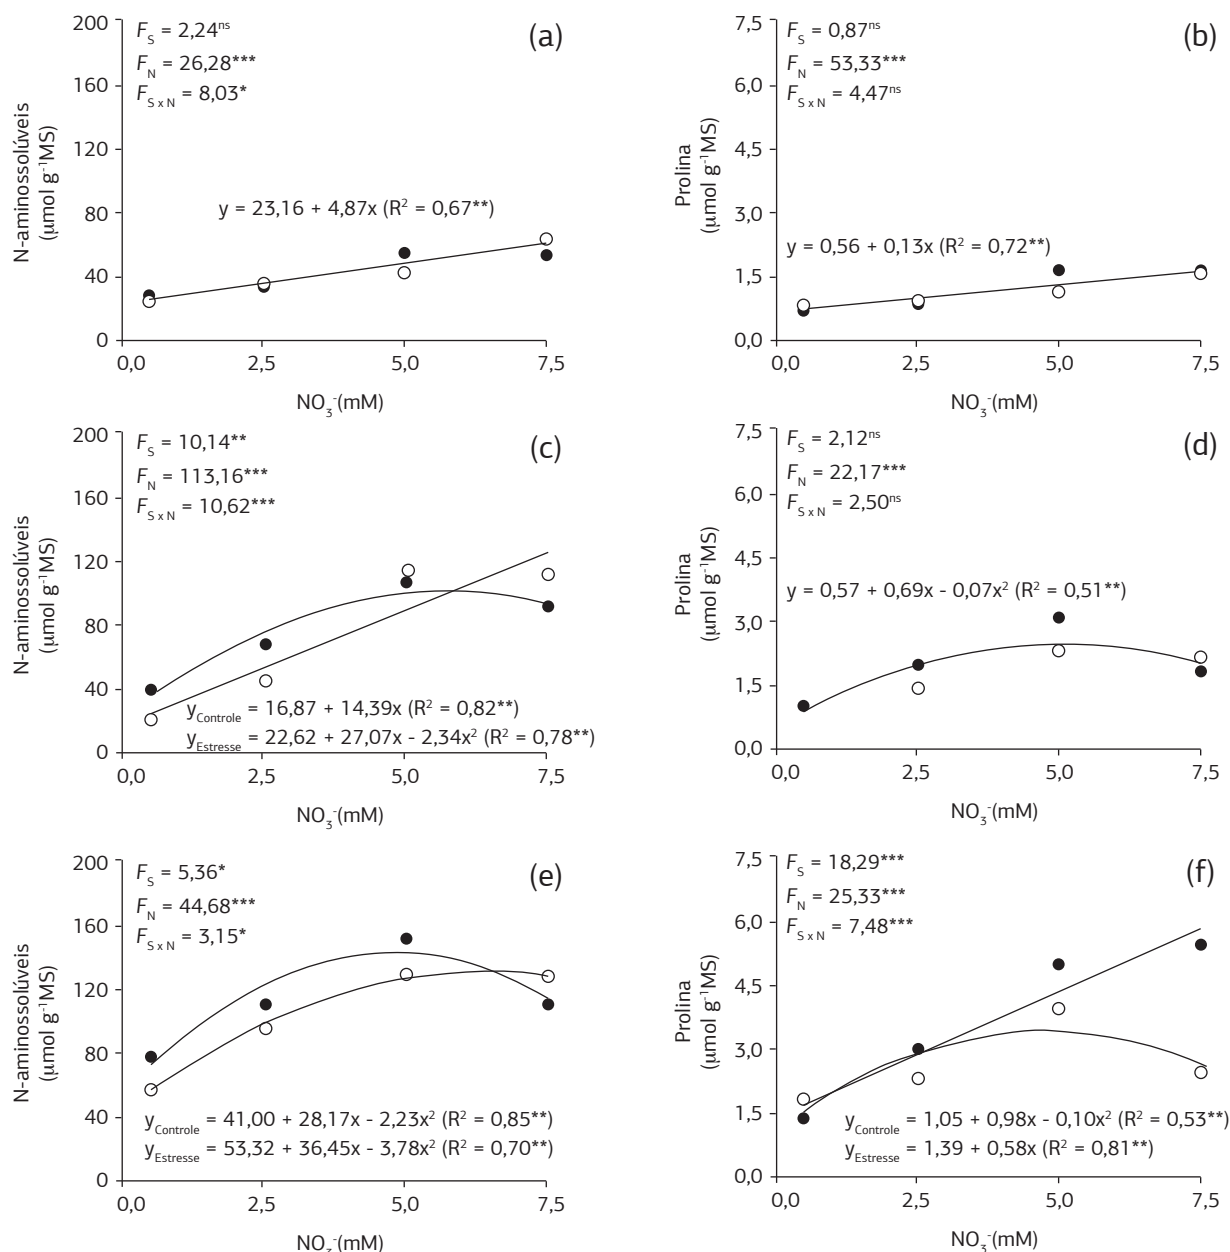 (a)
F_S = 2,24^ns
F_N = 26,28***
F_S x N = 8,03*
y = 23,16 + 4,87x (R² = 0,67**)
N-aminossolúveis
(μmol g⁻¹MS)
200
160
120
80
40
0
0,0 2,5 5,0 7,5
NO₃⁻(mM)
(b)
F_S = 0,87^ns
F_N = 53,33***
F_S x N = 4,47^ns
y = 0,56 + 0,13x (R² = 0,72**)
Prolina
(μmol g⁻¹MS)
7,5
6,0
4,5
3,0
1,5
0,0
0,0 2,5 5,0 7,5
NO₃⁻(mM)
(c)
F_S = 10,14**
F_N = 113,16***
F_S x N = 10,62***
y_Controle = 16,87 + 14,39x (R² = 0,82**)
y_Estresse = 22,62 + 27,07x - 2,34x² (R² = 0,78**)
N-aminossolúveis
(μmol g⁻¹MS)
200
160
120
80
40
0
0,0 2,5 5,0 7,5
NO₃⁻(mM)
(d)
F_S = 2,12^ns
F_N = 22,17***
F_S x N = 2,50^ns
y = 0,57 + 0,69x - 0,07x² (R² = 0,51**)
Prolina
(μmol g⁻¹MS)
7,5
6,0
4,5
3,0
1,5
0,0
0,0 2,5 5,0 7,5
NO₃⁻(mM)
(e)
F_S = 5,36*
F_N = 44,68***
F_S x N = 3,15*
y_Controle = 41,00 + 28,17x - 2,23x² (R² = 0,85**)
y_Estresse = 53,32 + 36,45x - 3,78x² (R² = 0,70**)
N-aminossolúveis
(μmol g⁻¹MS)
200
160
120
80
40
0
0,0 2,5 5,0 7,5
NO₃⁻(mM)
(f)
F_S = 18,29***
F_N = 25,33***
F_S x N = 7,48***
y_Controle = 1,05 + 0,98x - 0,10x² (R² = 0,53**)
y_Estresse = 1,39 + 0,58x (R² = 0,81**)
Prolina
(μmol g⁻¹MS)
7,5
6,0
4,5
3,0
1,5
0,0
0,0 2,5 5,0 7,5
NO₃⁻(mM)